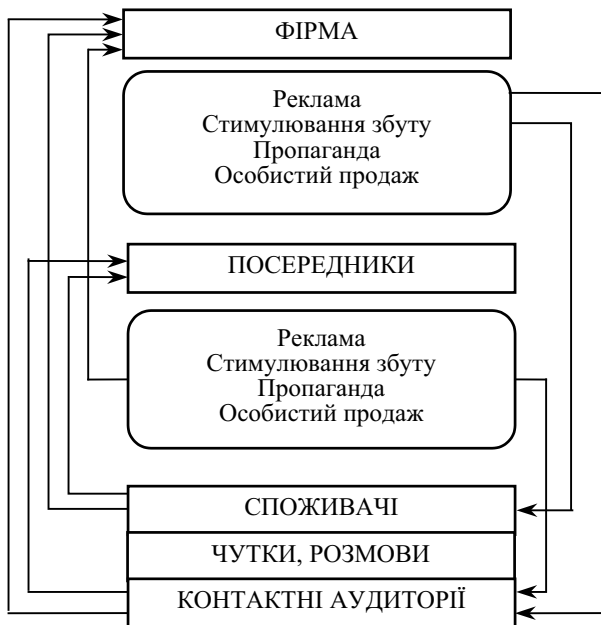 ФІРМА
Реклама
Стимулювання збуту
Пропаганда
Особистий продаж
ПОСЕРЕДНИКИ
Реклама
Стимулювання збуту
Пропаганда
Особистий продаж
СПОЖИВАЧІ
ЧУТКИ, РОЗМОВИ
КОНТАКТНІ АУДИТОРІЇ